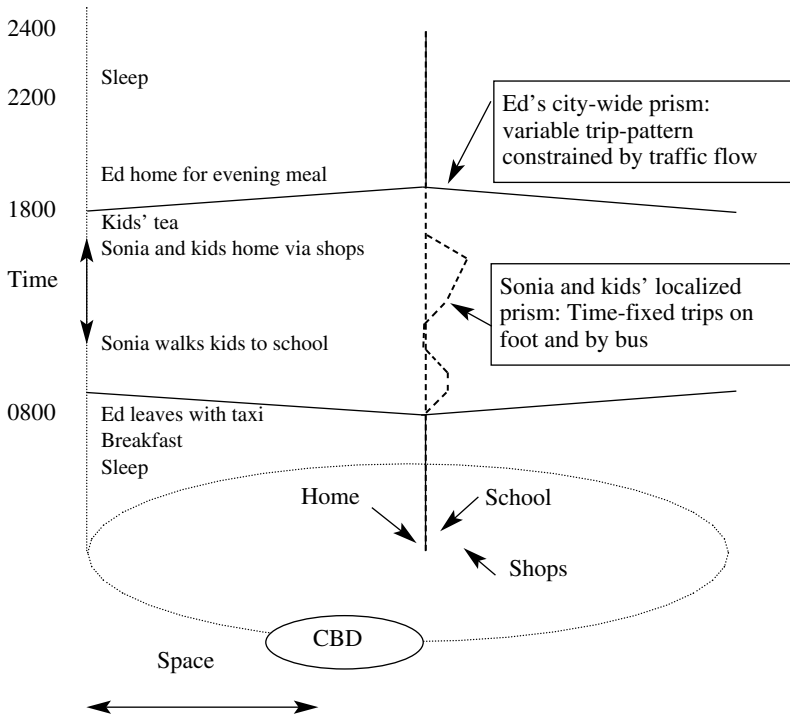 2400
Sleep
2200
Ed's city-wide prism:
variable trip-pattern
constrained by traffic flow
Ed home for evening meal
1800
Kids' tea
Sonia and kids home via shops
Time
Sonia and kids' localized
prism: Time-fixed trips on
foot and by bus
Sonia walks kids to school
0800
Ed leaves with taxi
Breakfast
Sleep
Home
School
Shops
CBD
Space